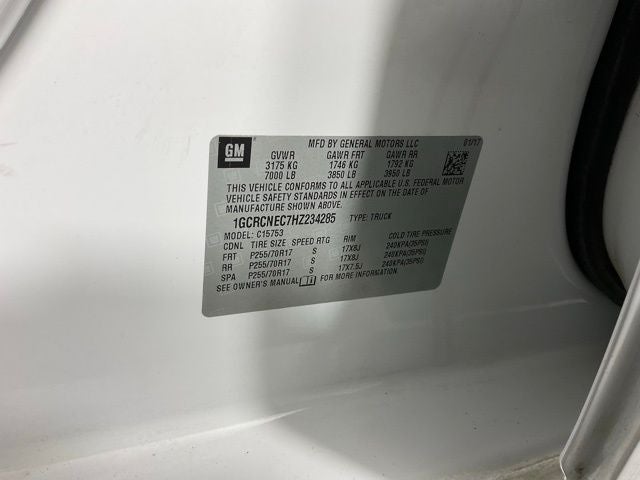 GM
MFD BY GENERAL MOTORS LLC 01/17
GVWR GAWR FRT GAWR RR
3175 KG 1746 KG 1792 KG
7000 LB 3850 LB 3950 LB
THIS VEHICLE CONFORMS TO ALL APPLICABLE U.S. FEDERAL MOTOR
VEHICLE SAFETY STANDARDS IN EFFECT ON THE DATE OF
MANUFACTURE SHOWN ABOVE.
1GCRCNEC7HZ234285 TYPE: TRUCK
MODEL: C15753
CDNL TIRE SIZE SPEED RTG RIM COLD TIRE PRESSURE
FRT P255/70R17 S 17X8J 240KPA(35PSI)
RR P255/70R17 S 17X8J 240KPA(35PSI)
SPA P255/70R17 S 17X7.5J 240KPA(35PSI)
SEE OWNER'S MANUAL FOR MORE INFORMATION